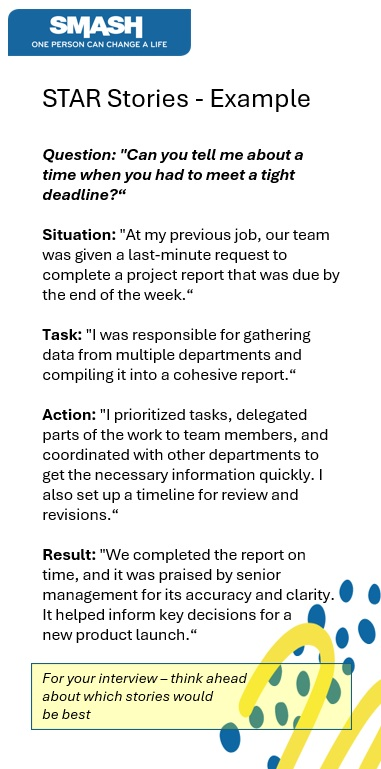 SMASH
ONE PERSON CAN CHANGE A LIFE
STAR Stories - Example
Question: "Can you tell me about a
time when you had to meet a tight
deadline?“
Situation: "At my previous job, our team
was given a last-minute request to
complete a project report that was due by
the end of the week.“
Task: "I was responsible for gathering
data from multiple departments and
compiling it into a cohesive report.“
Action: "I prioritized tasks, delegated
parts of the work to team members, and
coordinated with other departments to
get the necessary information quickly. I
also set up a timeline for review and
revisions.“
Result: "We completed the report on
time, and it was praised by senior
management for its accuracy and clarity.
It helped inform key decisions for a
new product launch.“
For your interview – think ahead
about which stories would
be best